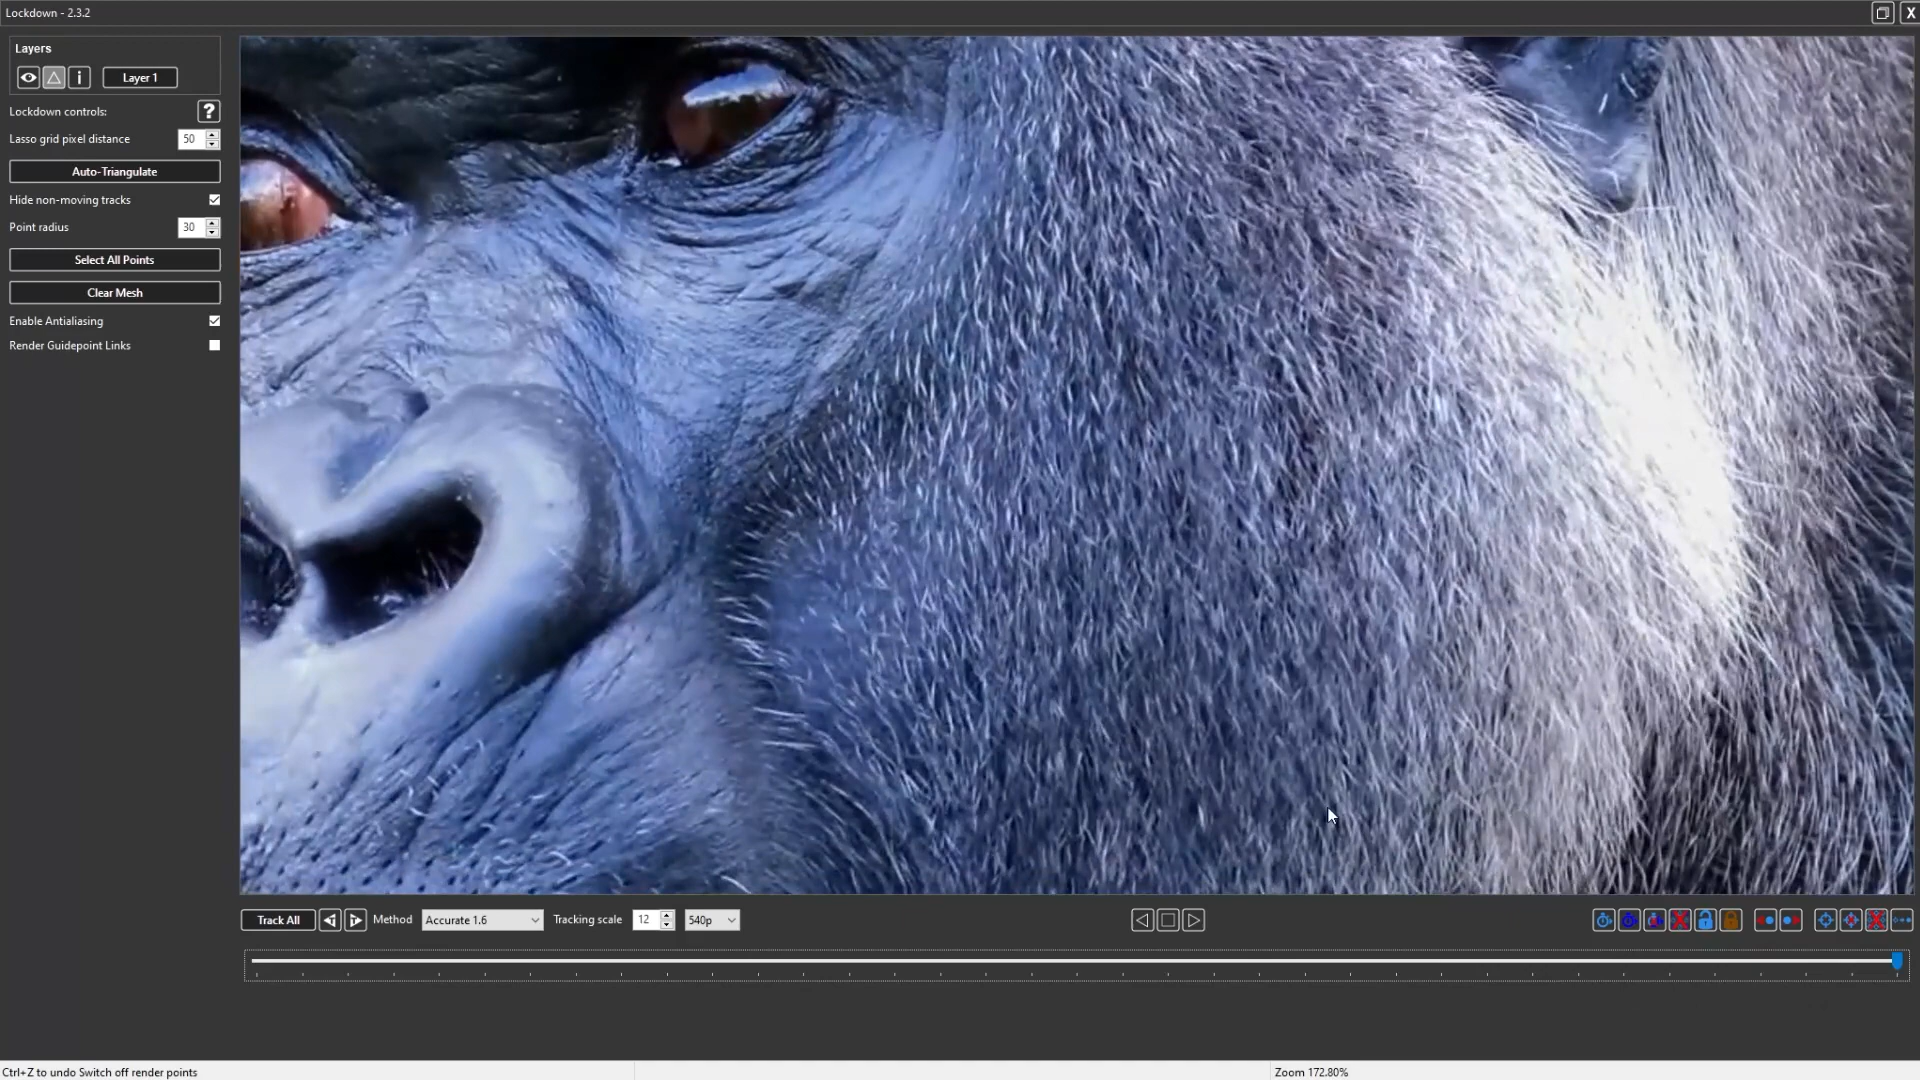 Lockdown - 2.3.2
X
Layers
i
Layer 1
Lockdown controls:
?
Lasso grid pixel distance
50
Auto-Triangulate
Hide non-moving tracks
Point radius
30
Select All Points
Clear Mesh
Enable Antialiasing
Render Guidepoint Links
Track All
Method
Accurate 1.6
Tracking scale
12
540p
Ctrl+Z to undo Switch off render points
Zoom 172.80%